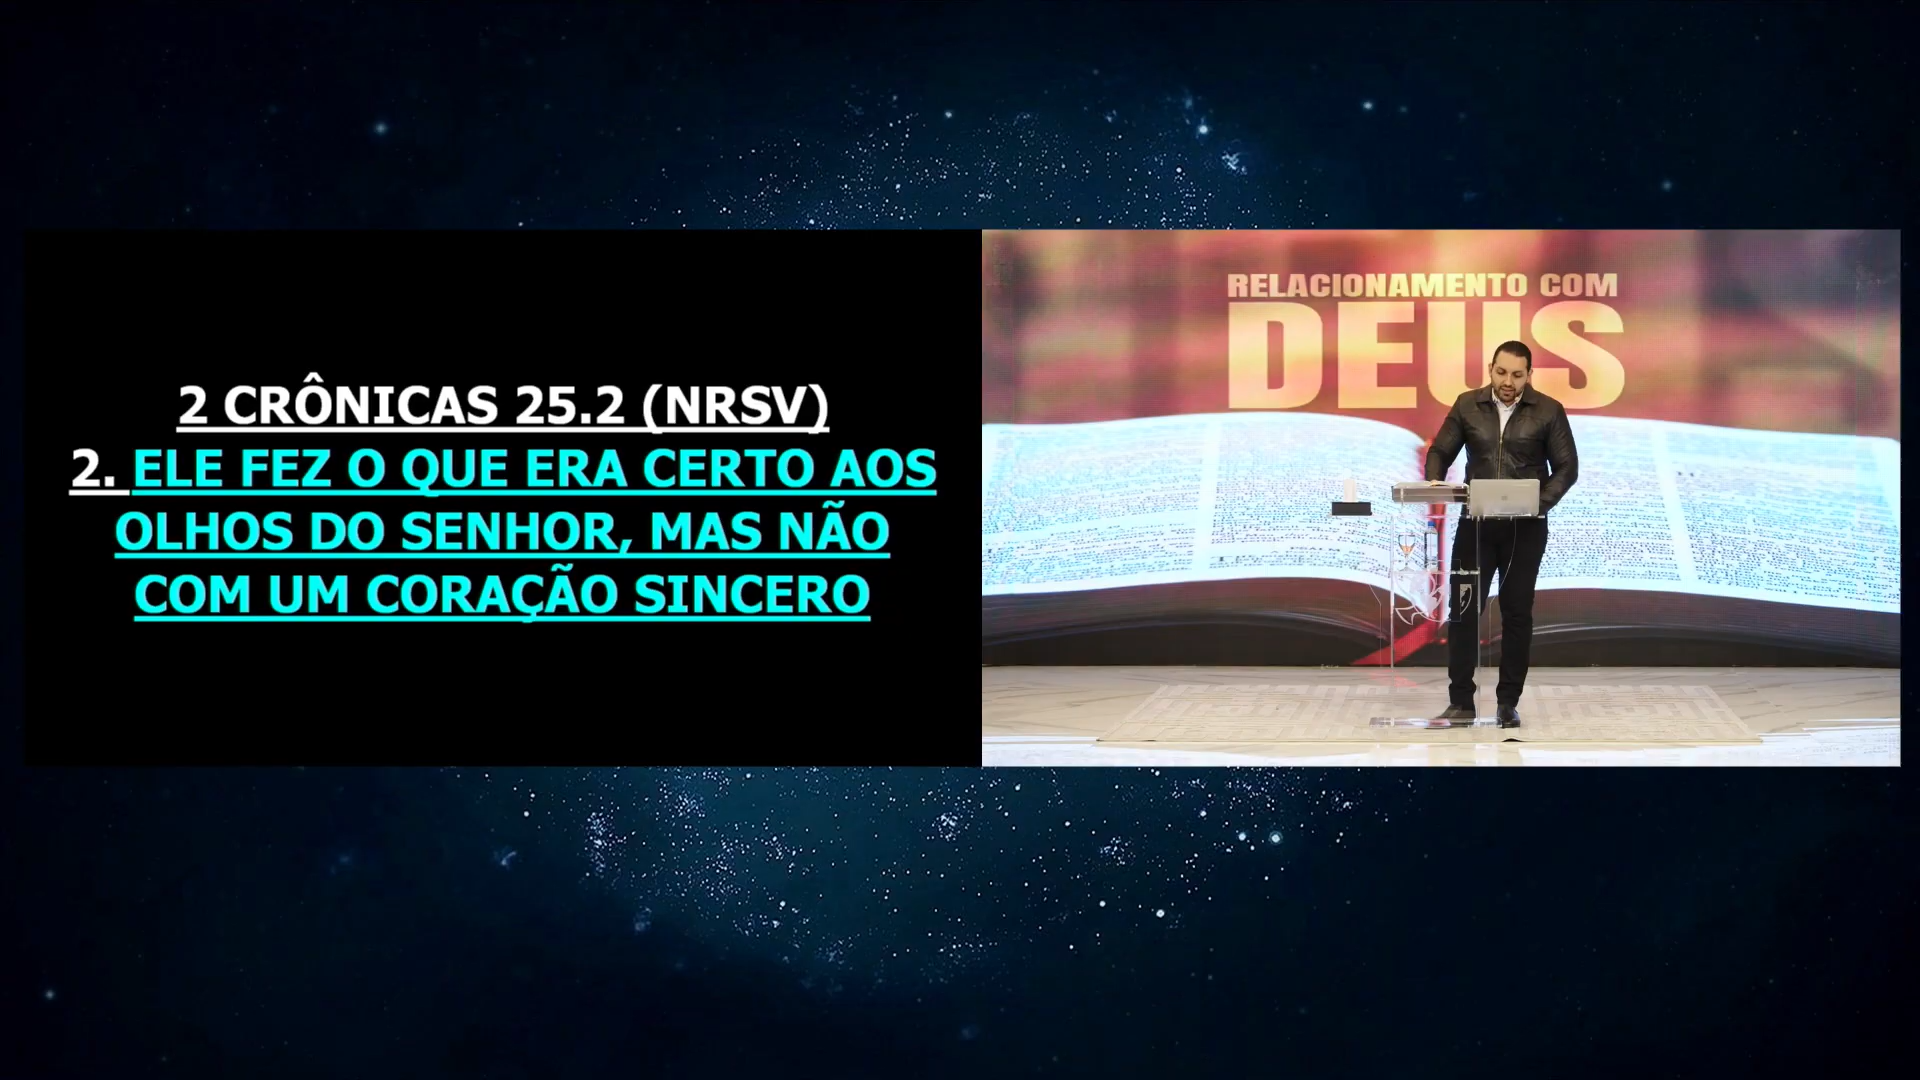 2 CRÔNICAS 25.2 (NRSV)
2. ELE FEZ O QUE ERA CERTO AOS
OLHOS DO SENHOR, MAS NÃO
COM UM CORAÇÃO SINCERO
RELACIONAMENTO COM
DEUS